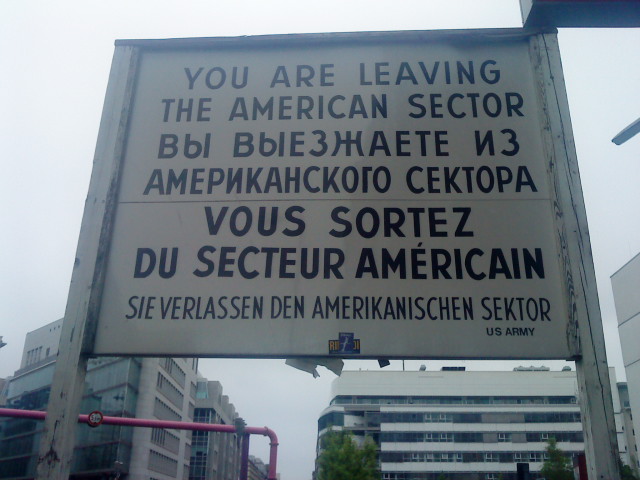 YOU ARE LEAVING
THE AMERICAN SECTOR
ВЫ ВЫЕЗЖАЕТЕ ИЗ
АМЕРИКАНСКОГО СЕКТОРА
VOUS SORTEZ
DU SECTEUR AMÉRICAIN
SIE VERLASSEN DEN AMERIKANISCHEN SEKTOR
US ARMY